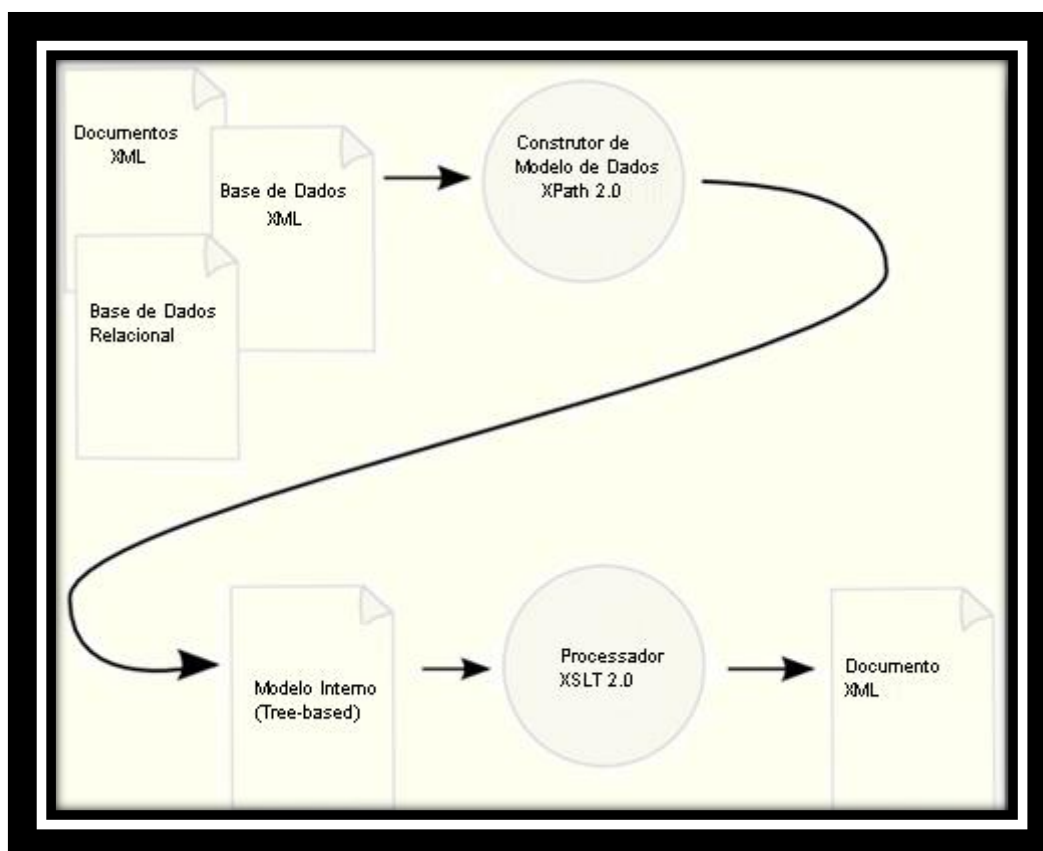 Documentos
XML
Base de Dados
XML
Base de Dados
Relacional
Construtor de
Modelo de Dados
XPath 2.0
Modelo Interno
(Tree-based)
Processador
XSLT 2.0
Documento
XML